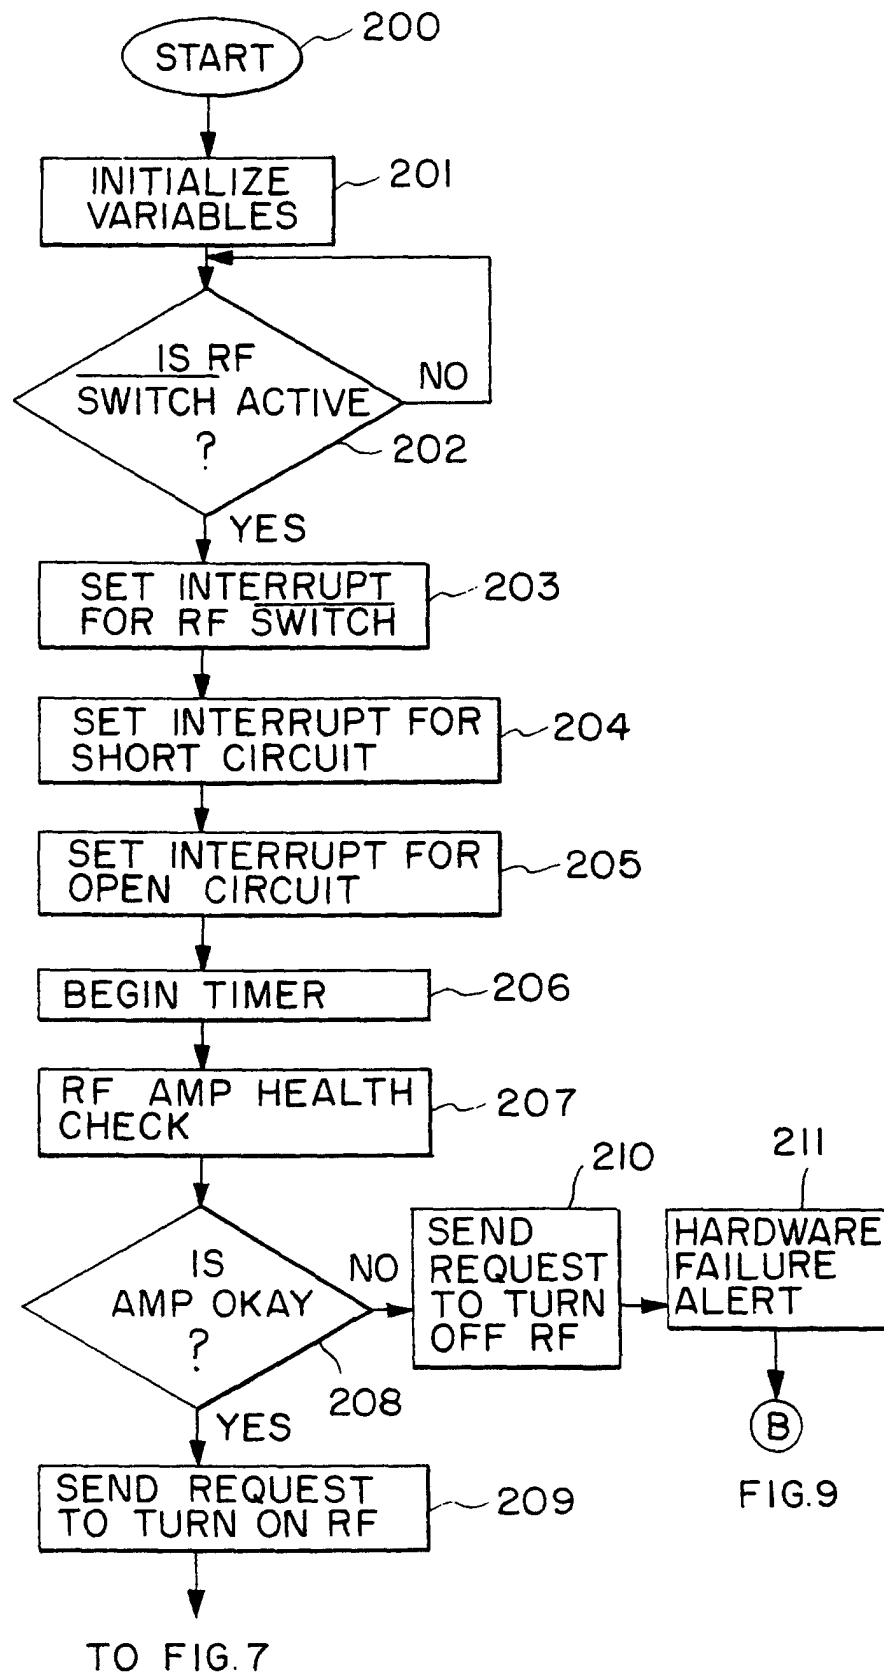 200
START
201
INITIALIZE
VARIABLES
IS RF
SWITCH ACTIVE
?
NO
202
YES
SET INTERRUPT
FOR RF SWITCH
203
SET INTERRUPT FOR
SHORT CIRCUIT
204
SET INTERRUPT FOR
OPEN CIRCUIT
205
BEGIN TIMER
206
RF AMP HEALTH
CHECK
207
IS
AMP OKAY
?
NO
208
YES
210
SEND
REQUEST
TO TURN
OFF RF
211
HARDWARE
FAILURE
ALERT
B
FIG.9
SEND REQUEST
TO TURN ON RF
209
TO FIG.7